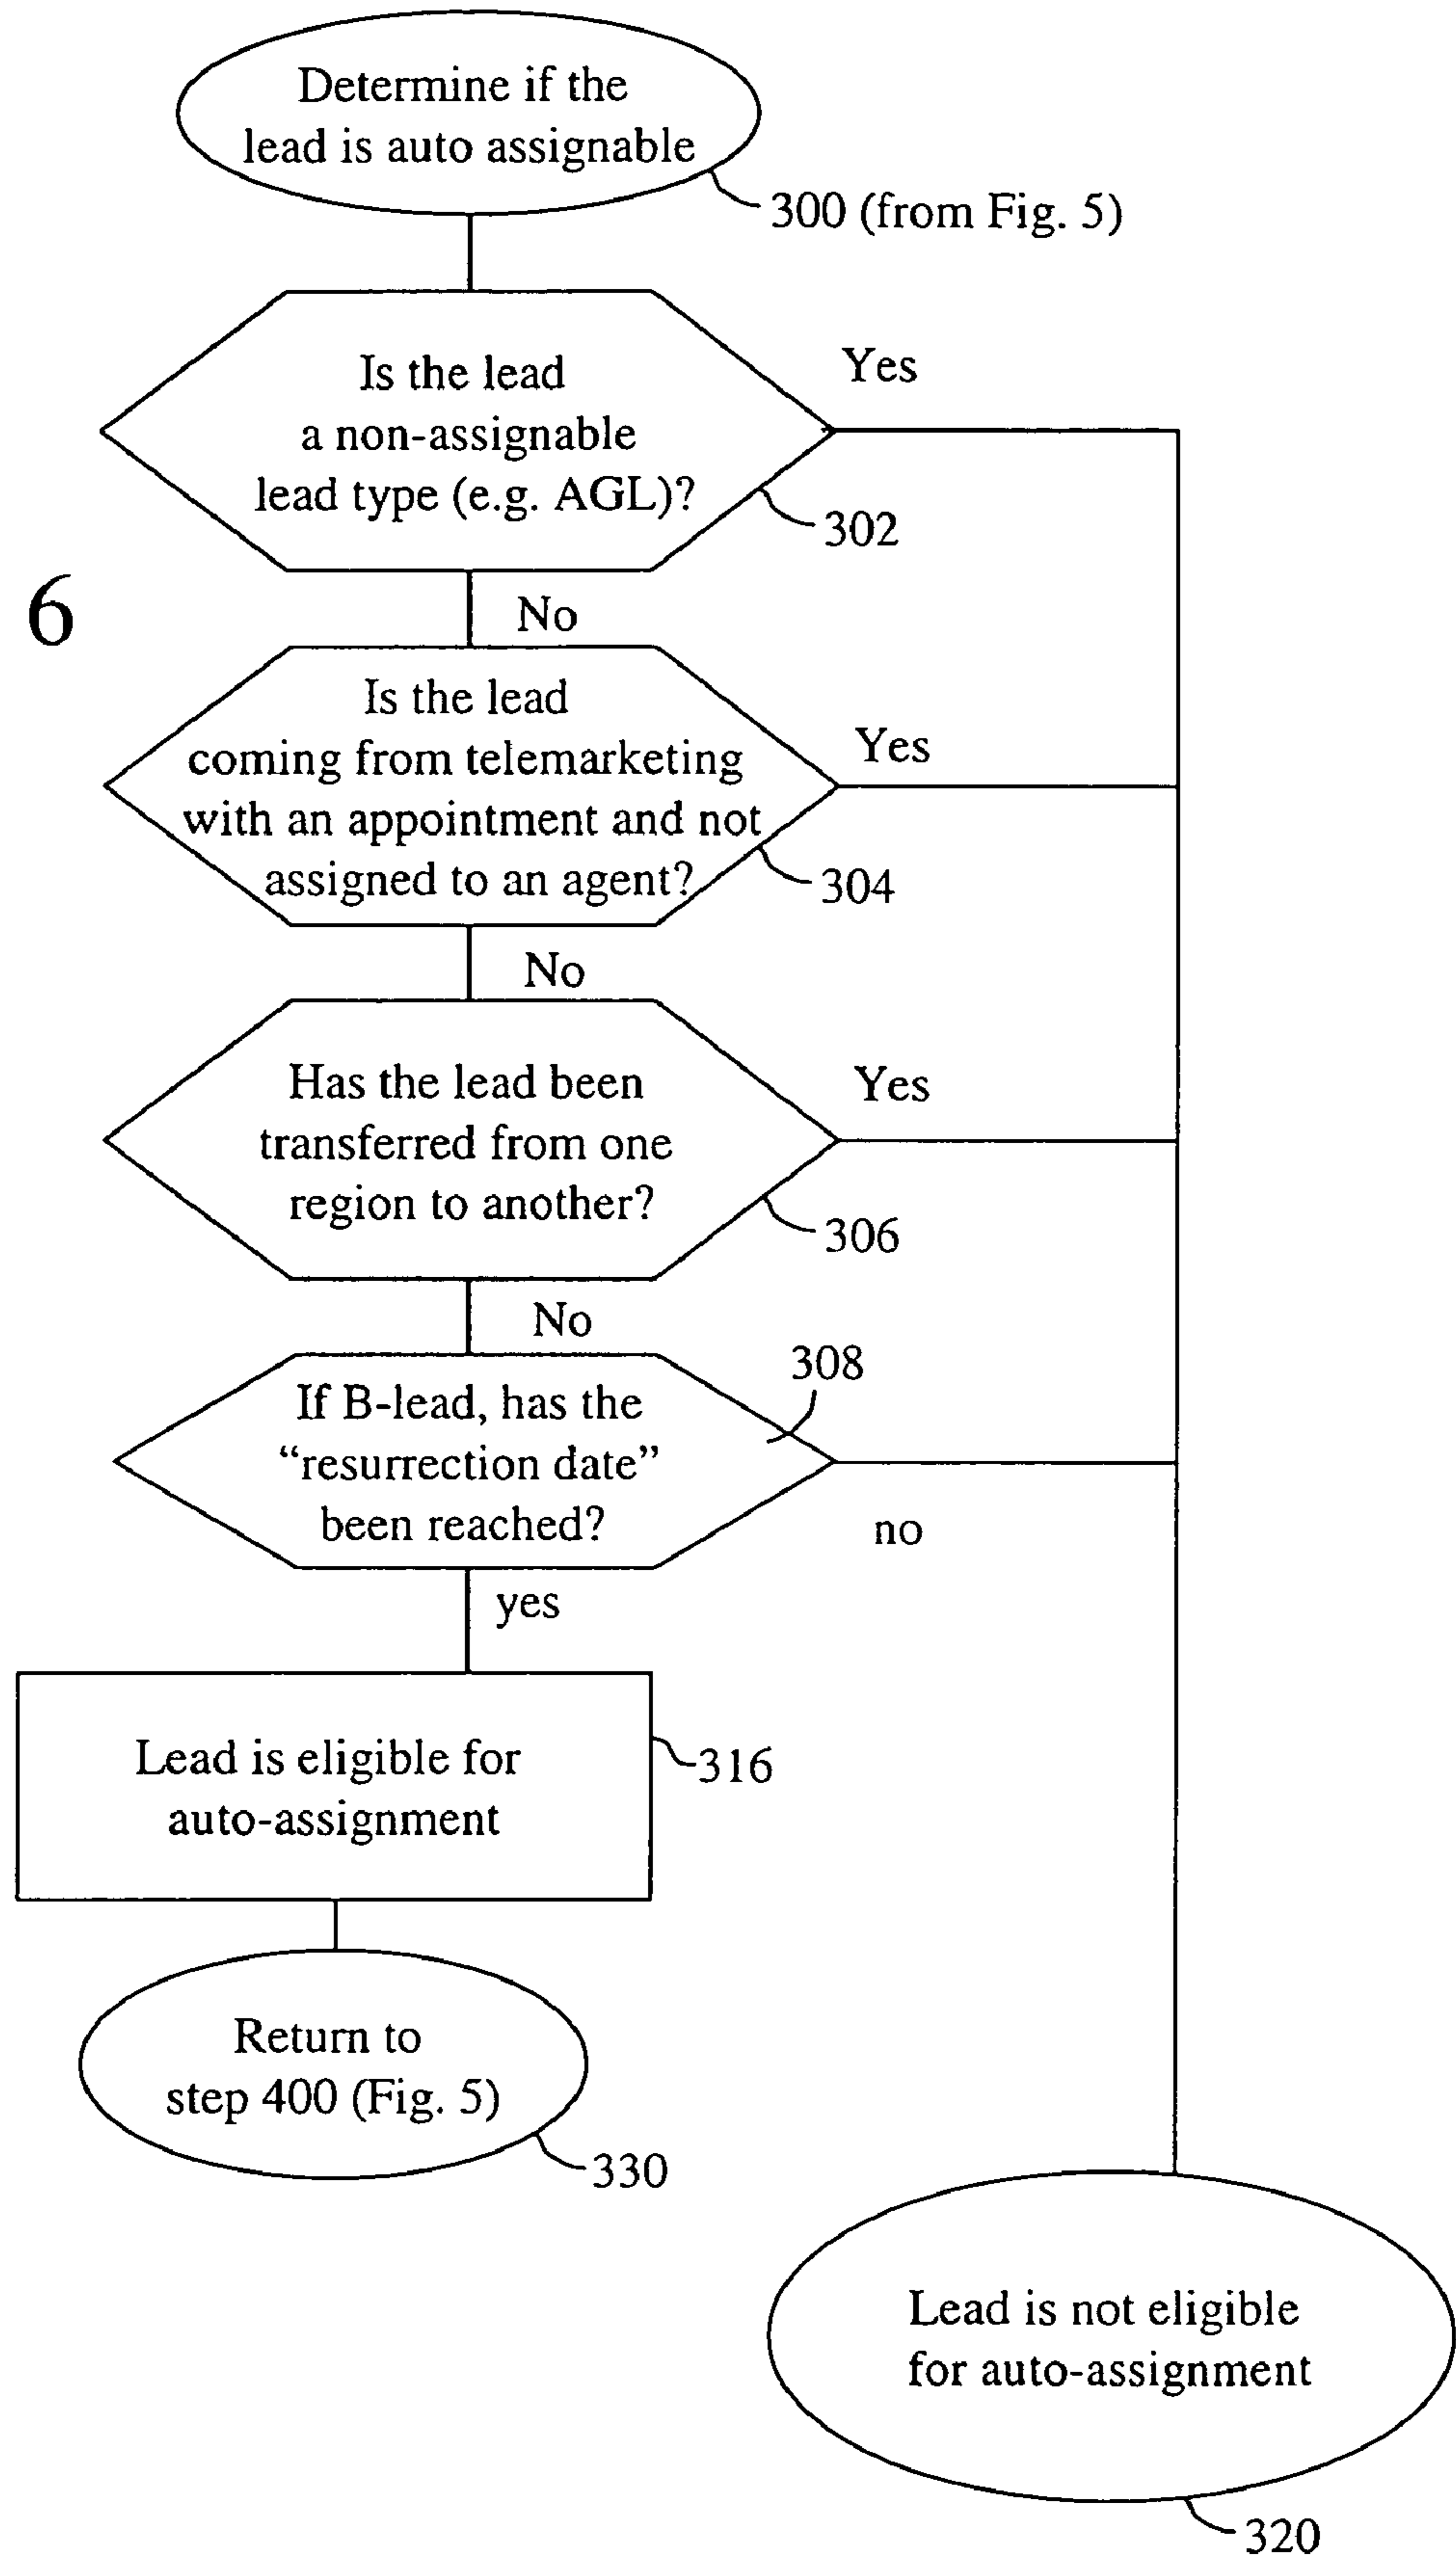 Determine if the
lead is auto assignable
300 (from Fig. 5)
Is the lead
a non-assignable
lead type (e.g. AGL)?
Yes
302
6
No
Is the lead
coming from telemarketing
with an appointment and not
assigned to an agent?
Yes
304
No
Has the lead been
transferred from one
region to another?
Yes
306
No
308
If B-lead, has the
“resurrection date”
been reached?
no
yes
Lead is eligible for
auto-assignment
316
Return to
step 400 (Fig. 5)
330
Lead is not eligible
for auto-assignment
320